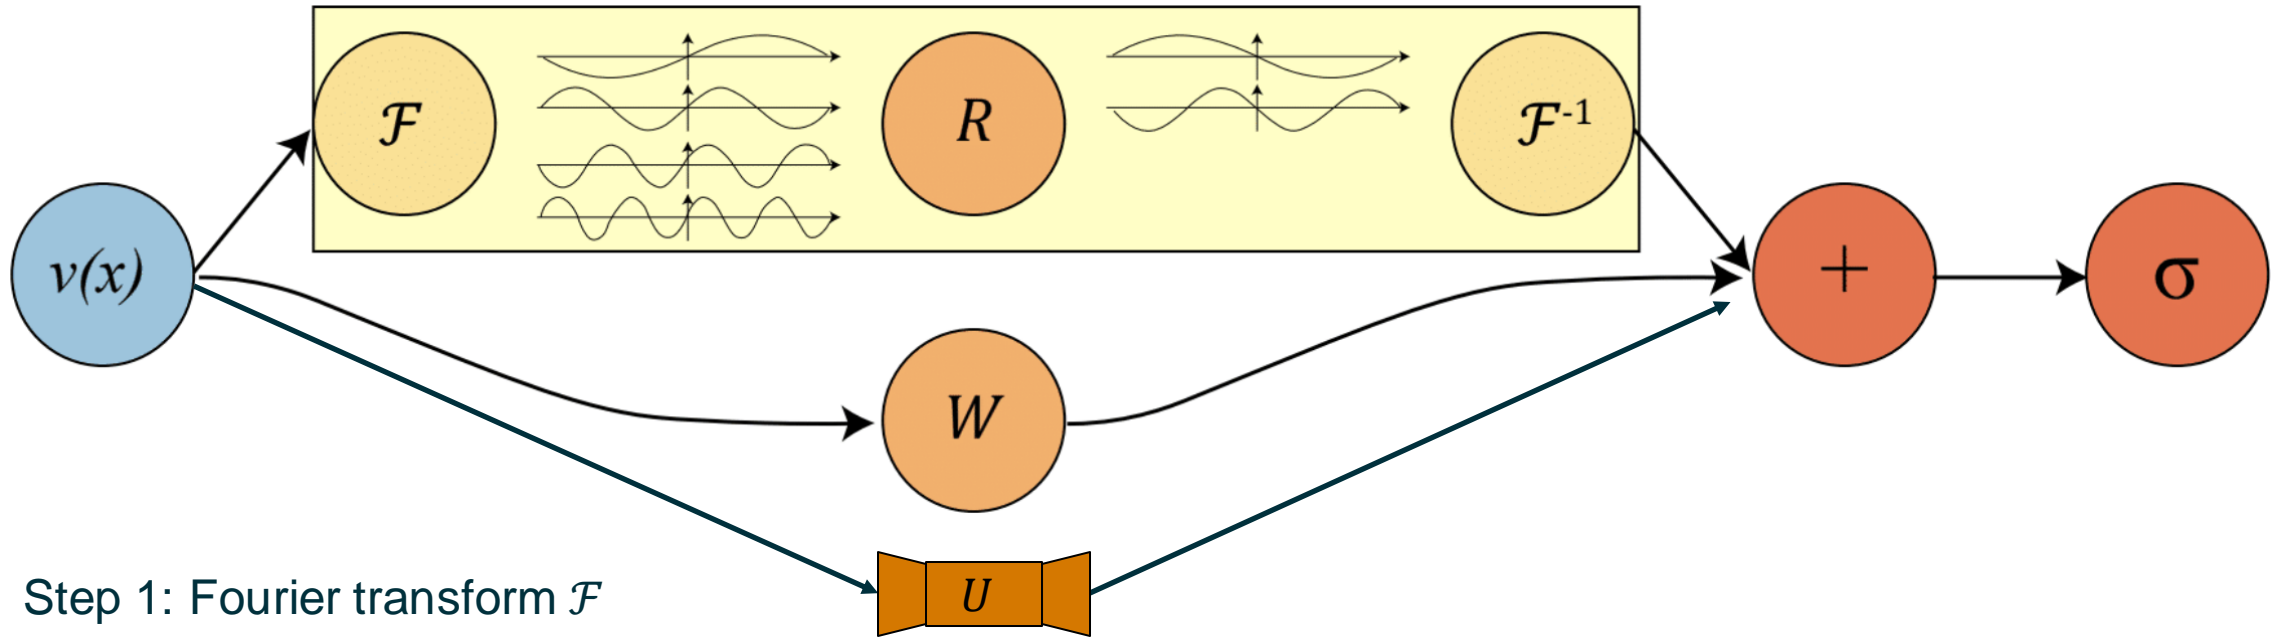 ℱ
R
ℱ⁻¹
v(x)
+
σ
W
U
Step 1: Fourier transform ℱ